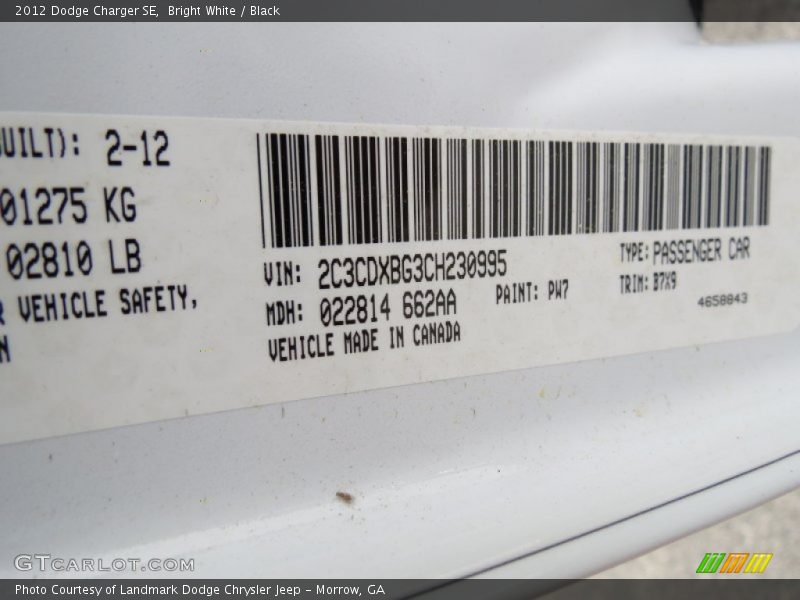 2012 Dodge Charger SE,  Bright White / Black
BUILT): 2-12
01275 KG
02810 LB
VEHICLE SAFETY,
N
VIN: 2C3CDXBG3CH230995
MDH: 022814 662AA
VEHICLE MADE IN CANADA
PAINT: PW7
TYPE: PASSENGER CAR
TRIM: B7X9
4658843
GTCARLOT.COM
Photo Courtesy of Landmark Dodge Chrysler Jeep – Morrow, GA